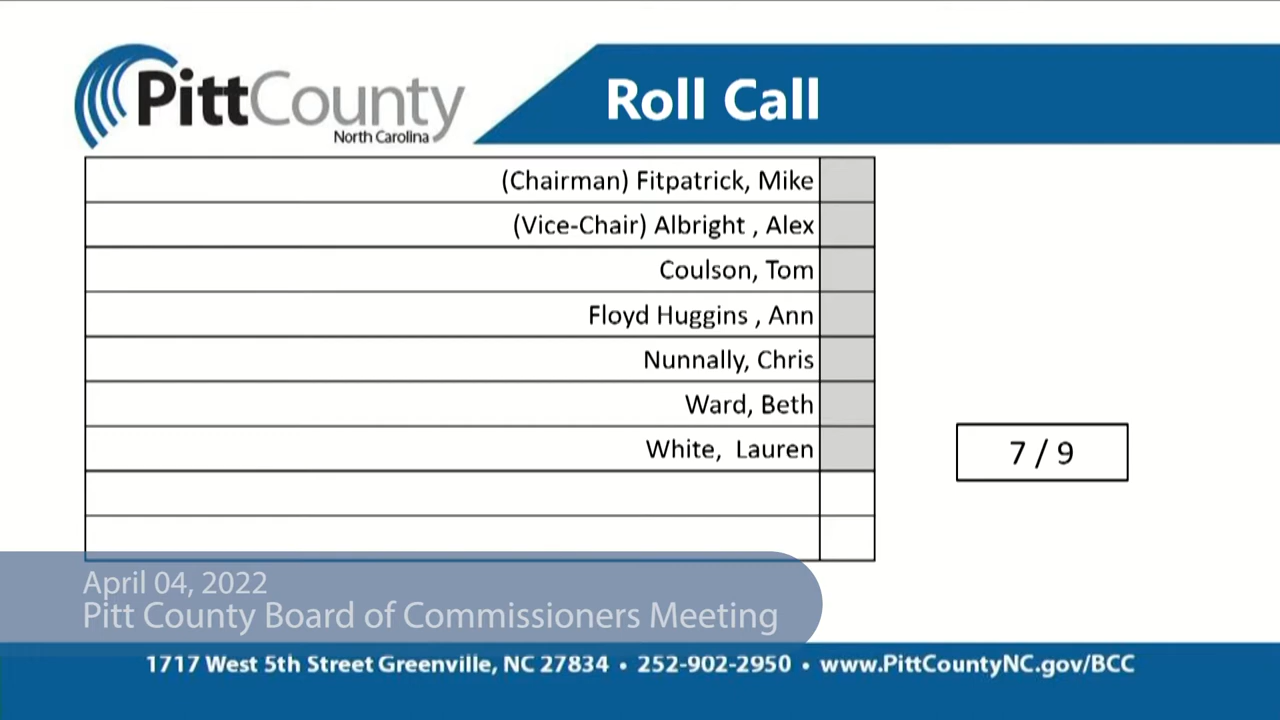 PittCounty
North Carolina
Roll Call
(Chairman) Fitpatrick, Mike
(Vice-Chair) Albright , Alex
Coulson, Tom
Floyd Huggins , Ann
Nunnally, Chris
Ward, Beth
White,  Lauren
7 / 9
April 04, 2022
Pitt County Board of Commissioners Meeting
1717 West 5th Street Greenville, NC 27834 • 252-902-2950 • www.PittCountyNC.gov/BCC